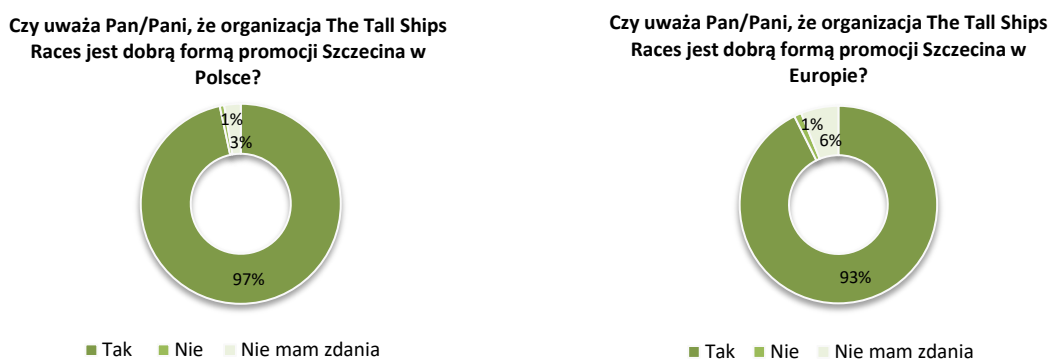 Czy uważa Pan/Pani, że organizacja The Tall Ships
Races jest dobrą formą promocji Szczecina w
Polsce?
1%
3%
97%
Tak Nie Nie mam zdania
Czy uważa Pan/Pani, że organizacja The Tall Ships
Races jest dobrą formą promocji Szczecina w
Europie?
1%
6%
93%
Tak Nie Nie mam zdania